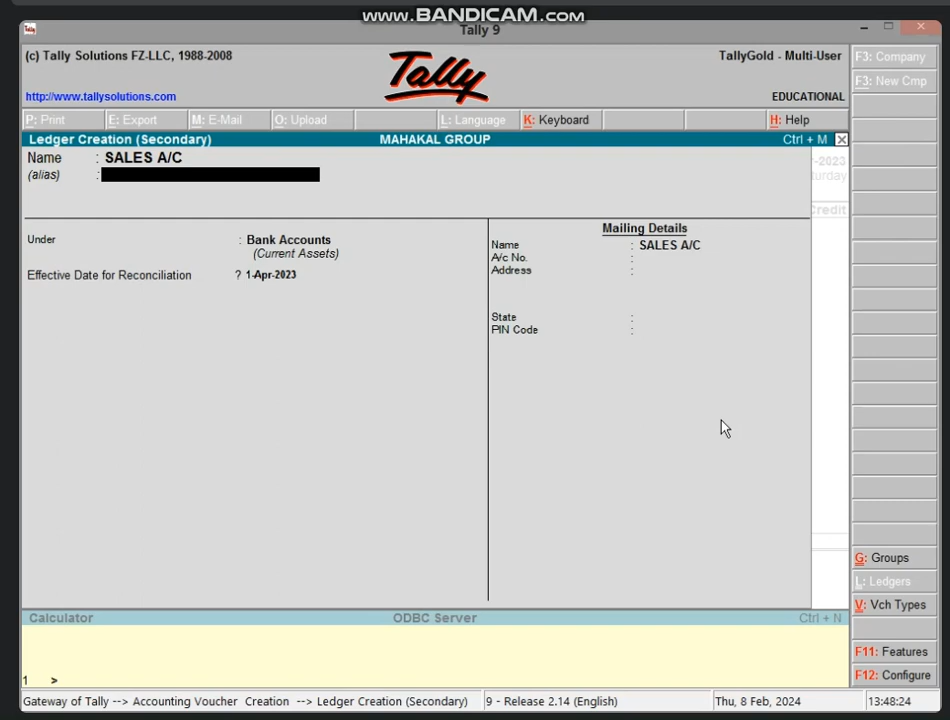 WWW.BANDICAM.COM
Tally 9
(c) Tally Solutions FZ-LLC, 1988-2008
Tally
TallyGold - Multi-User
http://www.tallysolutions.com
EDUCATIONAL
P: Print E: Export M: E-Mail O: Upload L: Language K: Keyboard H: Help
Ledger Creation (Secondary) MAHAKAL GROUP Ctrl + M
Name : SALES A/C
(alias) :
-2023
urday
Credit
Under : Bank Accounts
(Current Assets)
Effective Date for Reconciliation ? 1-Apr-2023
Mailing Details
Name : SALES A/C
A/c No. :
Address :
State :
PIN Code :
F3: Company
F3: New Cmp
G: Groups
L: Ledgers
V: Vch Types
F11: Features
F12: Configure
Calculator ODBC Server Ctrl + N
1 >
Gateway of Tally --> Accounting Voucher Creation --> Ledger Creation (Secondary) 9 - Release 2.14 (English) Thu, 8 Feb, 2024 13:48:24